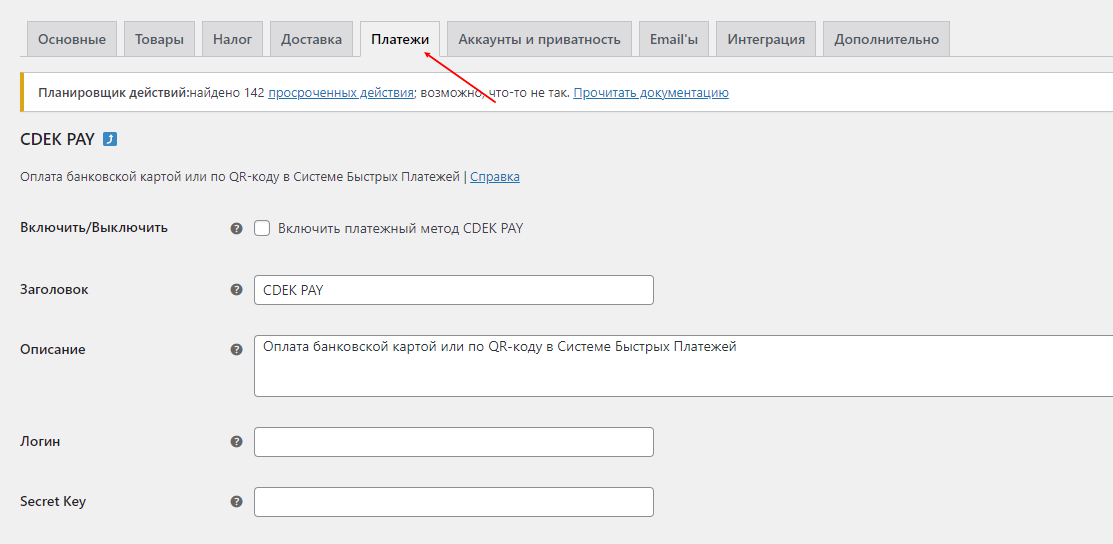 Основные Товары Налог Доставка Платежи Аккаунты и приватность Email'ы Интеграция Дополнительно
Планировщик действий:найдено 142 просроченных действия; возможно, что-то не так. Прочитать документацию
CDEK PAY
Оплата банковской картой или по QR-коду в Системе Быстрых Платежей | Справка
Включить/Выключить ? Включить платежный метод CDEK PAY
Заголовок ? CDEK PAY
Описание ? Оплата банковской картой или по QR-коду в Системе Быстрых Платежей
Логин ?
Secret Key ?